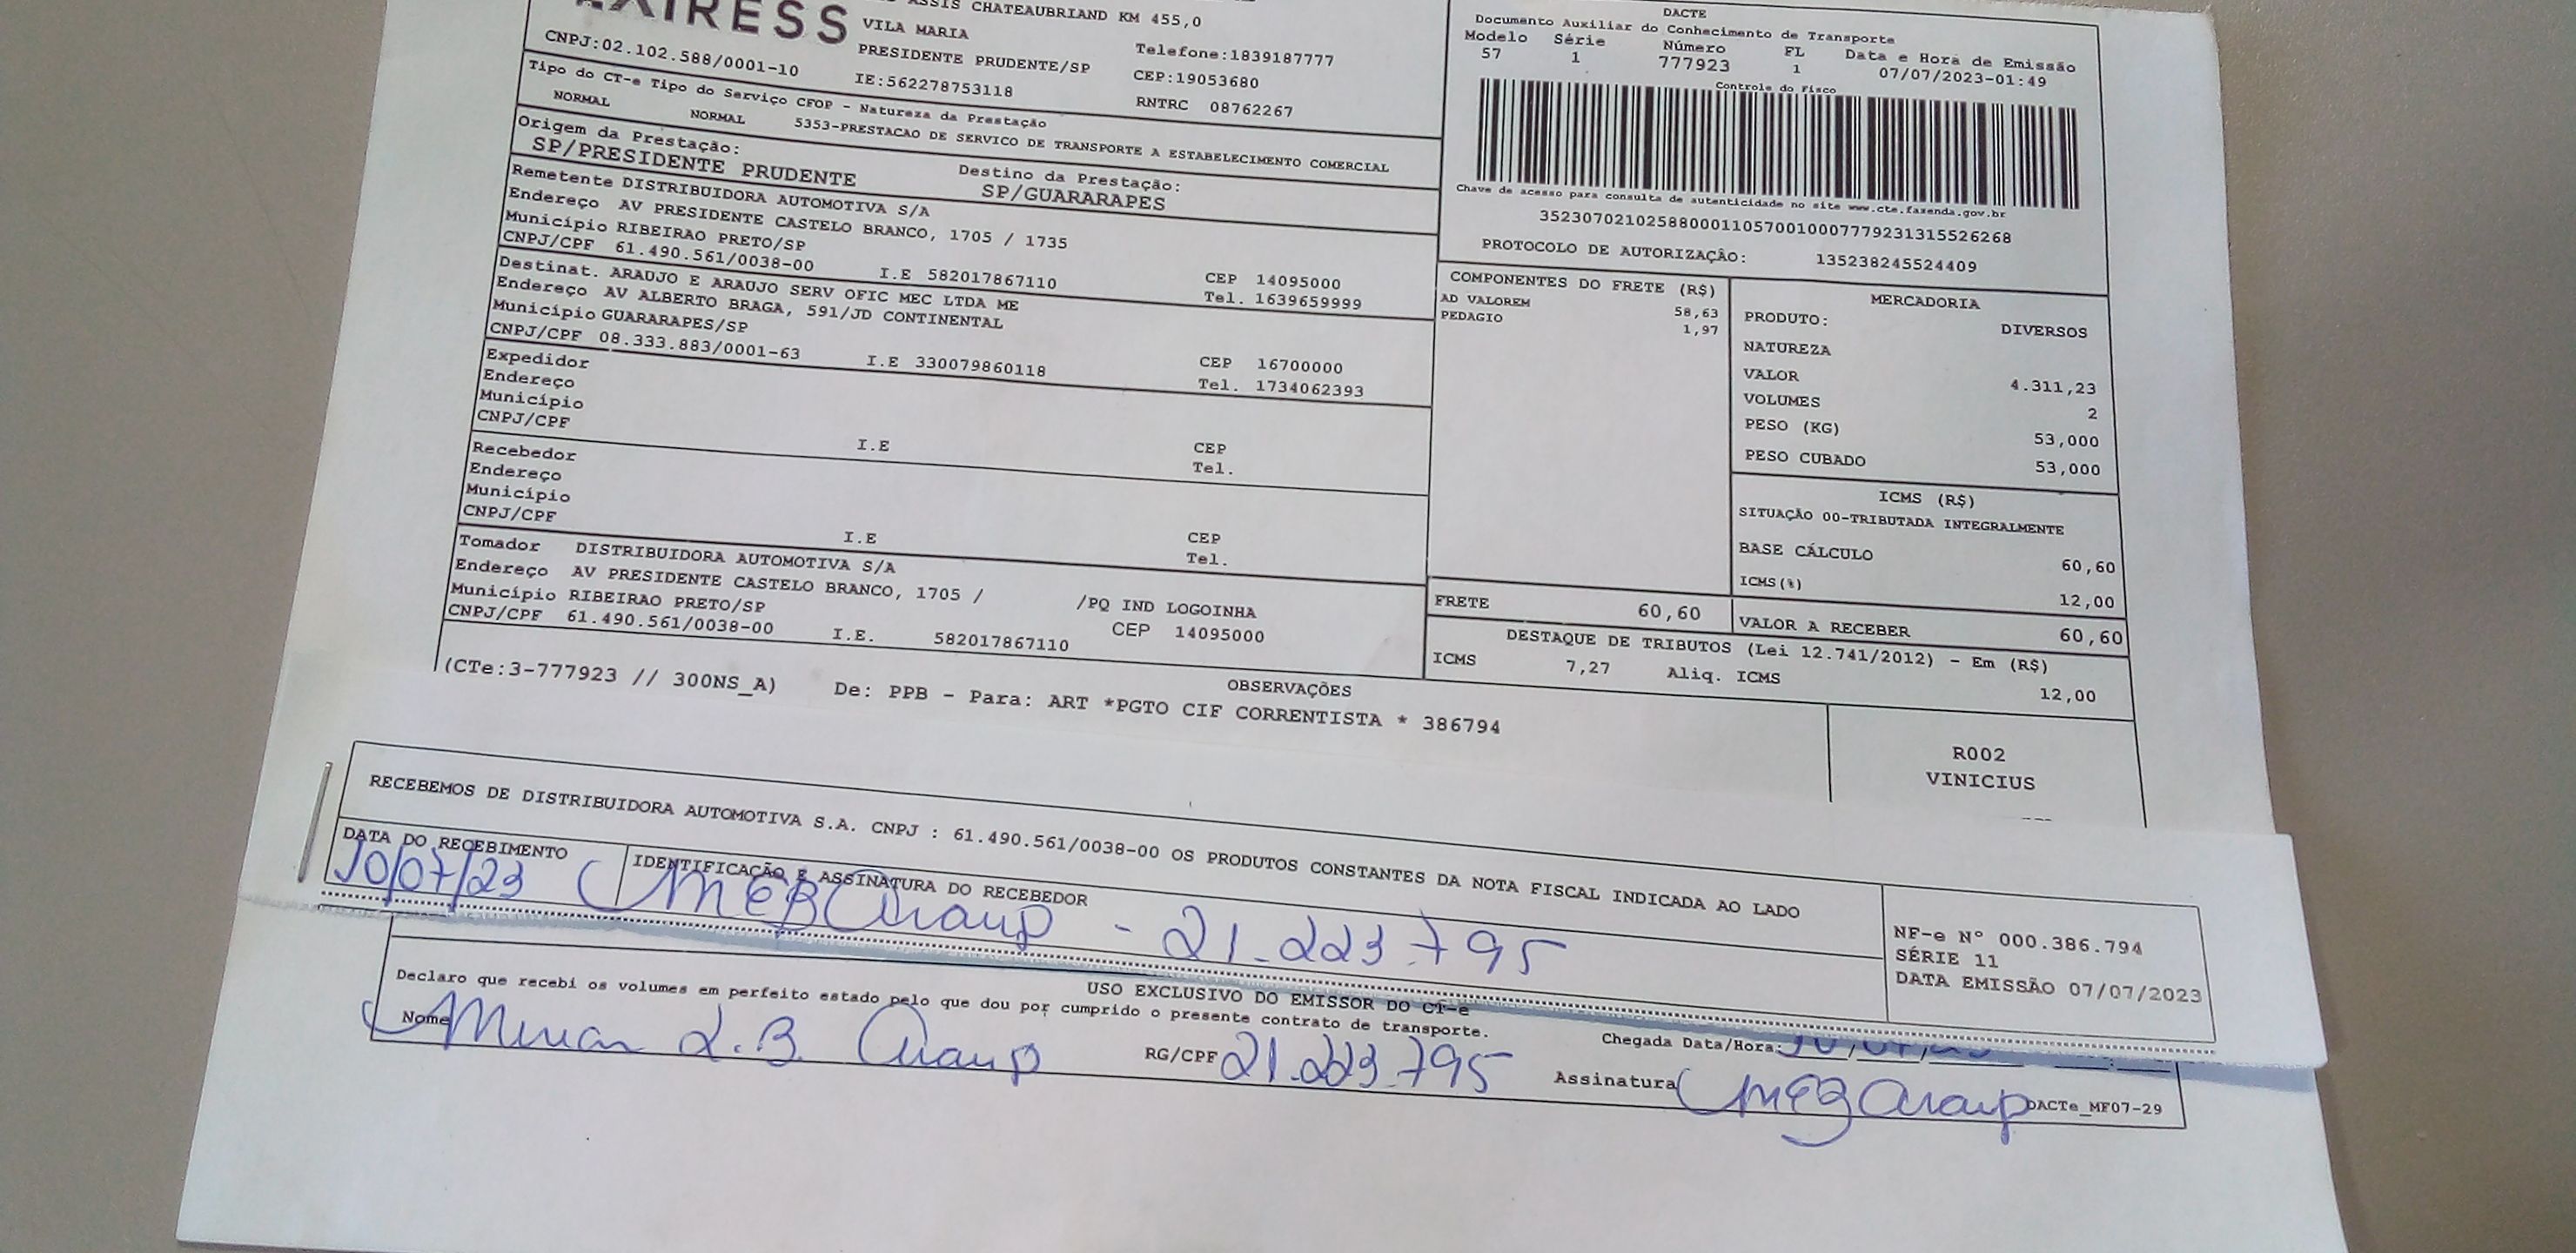 ASSIS CHATEAUBRIAND KM 455,0
VILA MARIA
PRESIDENTE PRUDENTE/SP
Telefone:1839187777
CNPJ:02.102.588/0001-10
IE:562278753118
CEP:19053680
RNTRC 08762267
Tipo do CT-e Tipo do Serviço CFOP - Natureza da Prestação
NORMAL NORMAL 5353-PRESTACAO DE SERVICO DE TRANSPORTE A ESTABELECIMENTO COMERCIAL
Origem da Prestação:
SP/PRESIDENTE PRUDENTE
Destino da Prestação:
SP/GUARARAPES
Remetente DISTRIBUIDORA AUTOMOTIVA S/A
Endereço AV PRESIDENTE CASTELO BRANCO, 1705 / 1735
Município RIBEIRAO PRETO/SP CEP 14095000
CNPJ/CPF 61.490.561/0038-00 I.E 582017867110 Tel. 1639659999
Destinat. ARAUJO E ARAUJO SERV OFIC MEC LTDA ME
Endereço AV ALBERTO BRAGA, 591/JD CONTINENTAL
Município GUARARAPES/SP CEP 16700000
CNPJ/CPF 08.333.883/0001-63 I.E 330079860118 Tel. 1734062393
Expedidor
Endereço
Município CEP
CNPJ/CPF I.E Tel.
Recebedor
Endereço
Município CEP
CNPJ/CPF I.E Tel.
Tomador DISTRIBUIDORA AUTOMOTIVA S/A
Endereço AV PRESIDENTE CASTELO BRANCO, 1705 / /PQ IND LOGOINHA
Município RIBEIRAO PRETO/SP CEP 14095000
CNPJ/CPF 61.490.561/0038-00 I.E. 582017867110
DACTE
Documento Auxiliar do Conhecimento de Transporte
Modelo Série Número FL Data e Hora de Emissão
57 1 777923 1 07/07/2023-01:49
Controle do Fisco
Chave de acesso para consulta de autenticidade no site www.cte.fazenda.gov.br
35230702102588000110570010007779231315526268
PROTOCOLO DE AUTORIZAÇÃO: 135238245524409
COMPONENTES DO FRETE (R$)
AD VALOREM 58,63
PEDAGIO 1,97
MERCADORIA
PRODUTO: DIVERSOS
NATUREZA
VALOR 4.311,23
VOLUMES 2
PESO (KG) 53,000
PESO CUBADO 53,000
ICMS (R$)
SITUAÇÃO 00-TRIBUTADA INTEGRALMENTE
BASE CÁLCULO 60,60
ICMS(%) 12,00
FRETE 60,60
VALOR A RECEBER 60,60
DESTAQUE DE TRIBUTOS (Lei 12.741/2012) - Em (R$)
ICMS 7,27 Aliq. ICMS 12,00
OBSERVAÇÕES
(CTe:3-777923 // 300NS_A) De: PPB - Para: ART *PGTO CIF CORRENTISTA * 386794
R002
VINICIUS
RECEBEMOS DE DISTRIBUIDORA AUTOMOTIVA S.A. CNPJ : 61.490.561/0038-00 OS PRODUTOS CONSTANTES DA NOTA FISCAL INDICADA AO LADO
DATA DO RECEBIMENTO IDENTIFICAÇÃO E ASSINATURA DO RECEBEDOR
10/07/23 - 21.223.795
NF-e N° 000.386.794
SÉRIE 11
DATA EMISSÃO 07/07/2023
USO EXCLUSIVO DO EMISSOR DO CT-e
Declaro que recebi os volumes em perfeito estado pelo que dou por cumprido o presente contrato de transporte.
Chegada Data/Hora:
Nome RG/CPF 21.223.795 Assinatura
DACTe_MF07-29